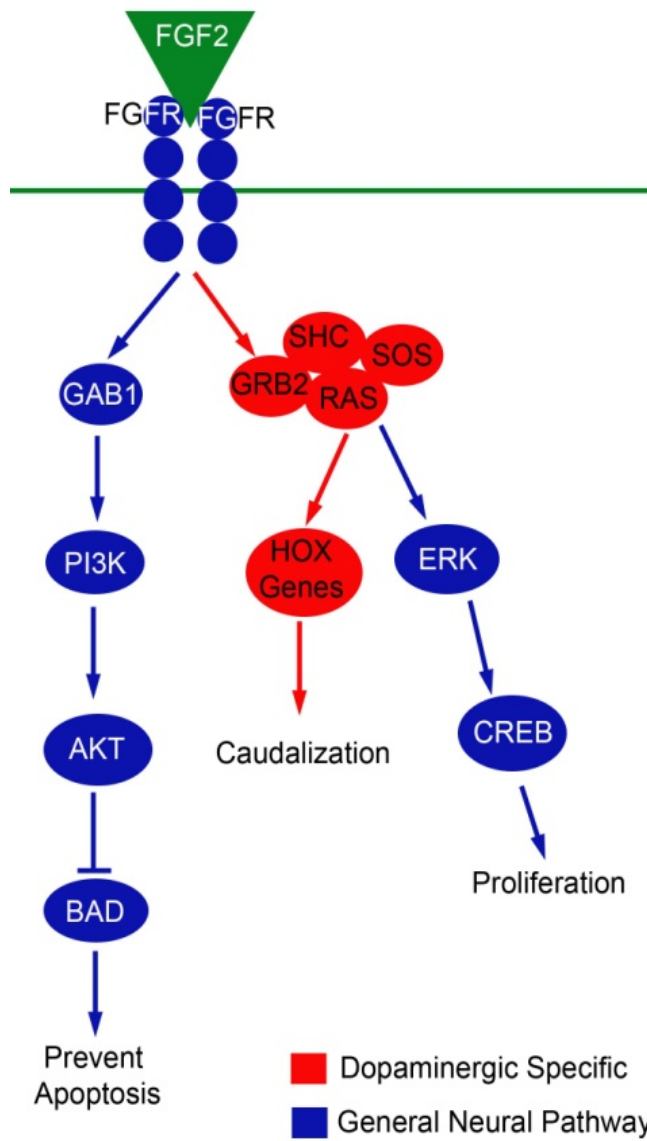 FGF2
FGFR FGFR
SHC
SOS
GAB1
GRB2
RAS
PI3K
HOX
Genes
ERK
AKT
Caudalization
CREB
BAD
Proliferation
Prevent
Apoptosis
Dopaminergic Specific
General Neural Pathway